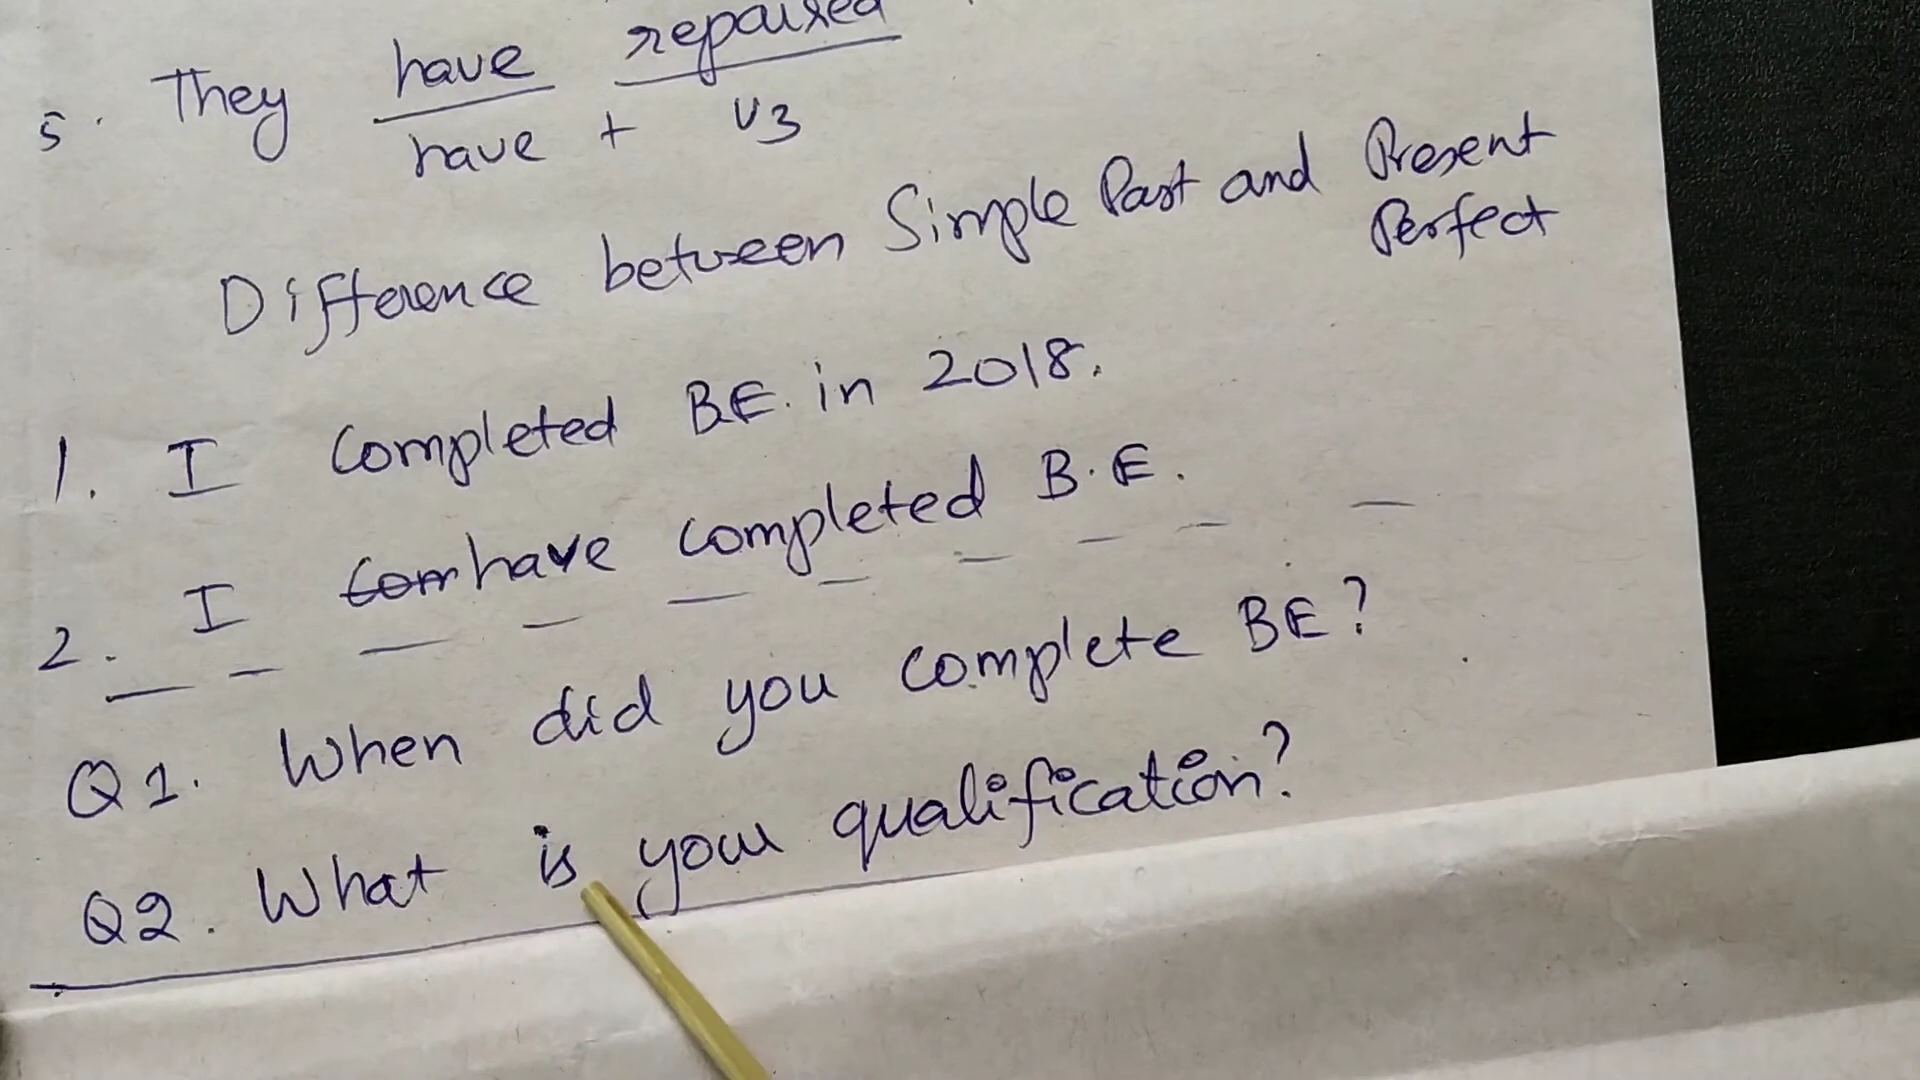 5. They have repaired
have + V3
Difference between Simple Past and Present
Perfect
1. I completed BE. in 2018.
2. I com have completed B.E.
Q1. When did you complete BE?
Q2. What is your qualification?